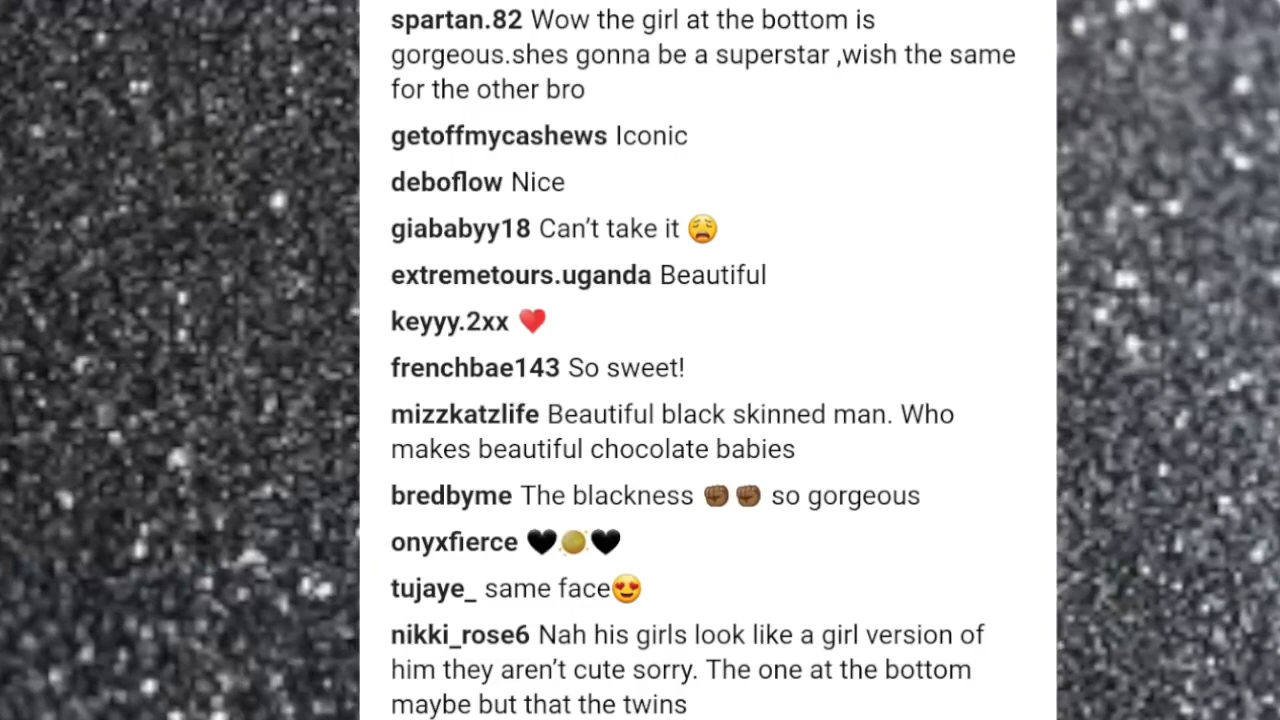 spartan.82 Wow the girl at the bottom is
gorgeous.shes gonna be a superstar ,wish the same
for the other bro
getoffmycashews Iconic
deboflow Nice
giababyy18 Can’t take it 😩
extremetours.uganda Beautiful
keyyy.2xx ❤️
frenchbae143 So sweet!
mizzkatzlife Beautiful black skinned man. Who
makes beautiful chocolate babies
bredbyme The blackness ✊🏾✊🏾 so gorgeous
onyxfierce 🖤🌕🖤
tujaye_ same face😍
nikki_rose6 Nah his girls look like a girl version of
him they aren’t cute sorry. The one at the bottom
maybe but that the twins